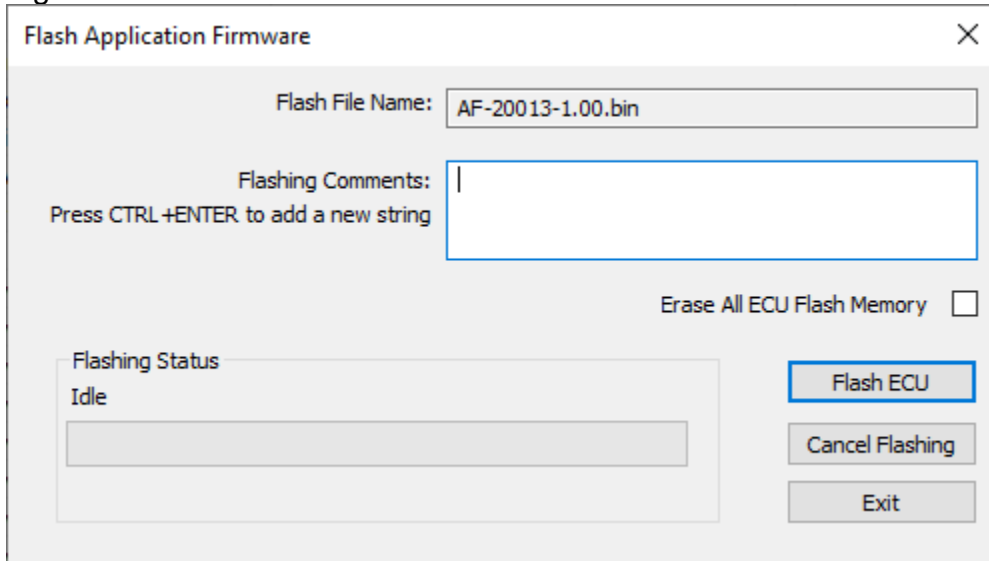 Flash Application Firmware
Flash File Name: AF-20013-1.00.bin
Flashing Comments:
Press CTRL+ENTER to add a new string
Erase All ECU Flash Memory
Flashing Status
Idle
Flash ECU
Cancel Flashing
Exit